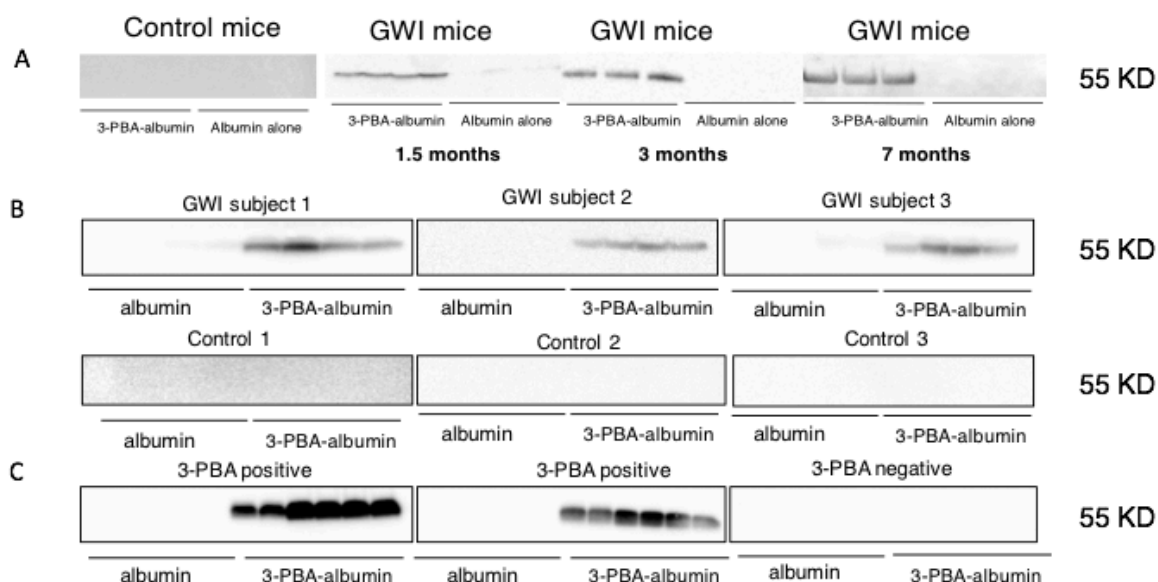 Control mice GWI mice GWI mice GWI mice
A 55 KD
3-PBA-albumin Albumin alone 3-PBA-albumin Albumin alone 3-PBA-albumin Albumin alone 3-PBA-albumin Albumin alone
1.5 months 3 months 7 months
B GWI subject 1 GWI subject 2 GWI subject 3
55 KD
albumin 3-PBA-albumin albumin 3-PBA-albumin albumin 3-PBA-albumin
Control 1 Control 2 Control 3
55 KD
albumin 3-PBA-albumin albumin 3-PBA-albumin albumin 3-PBA-albumin
C 3-PBA positive 3-PBA positive 3-PBA negative
55 KD
albumin 3-PBA-albumin albumin 3-PBA-albumin albumin 3-PBA-albumin